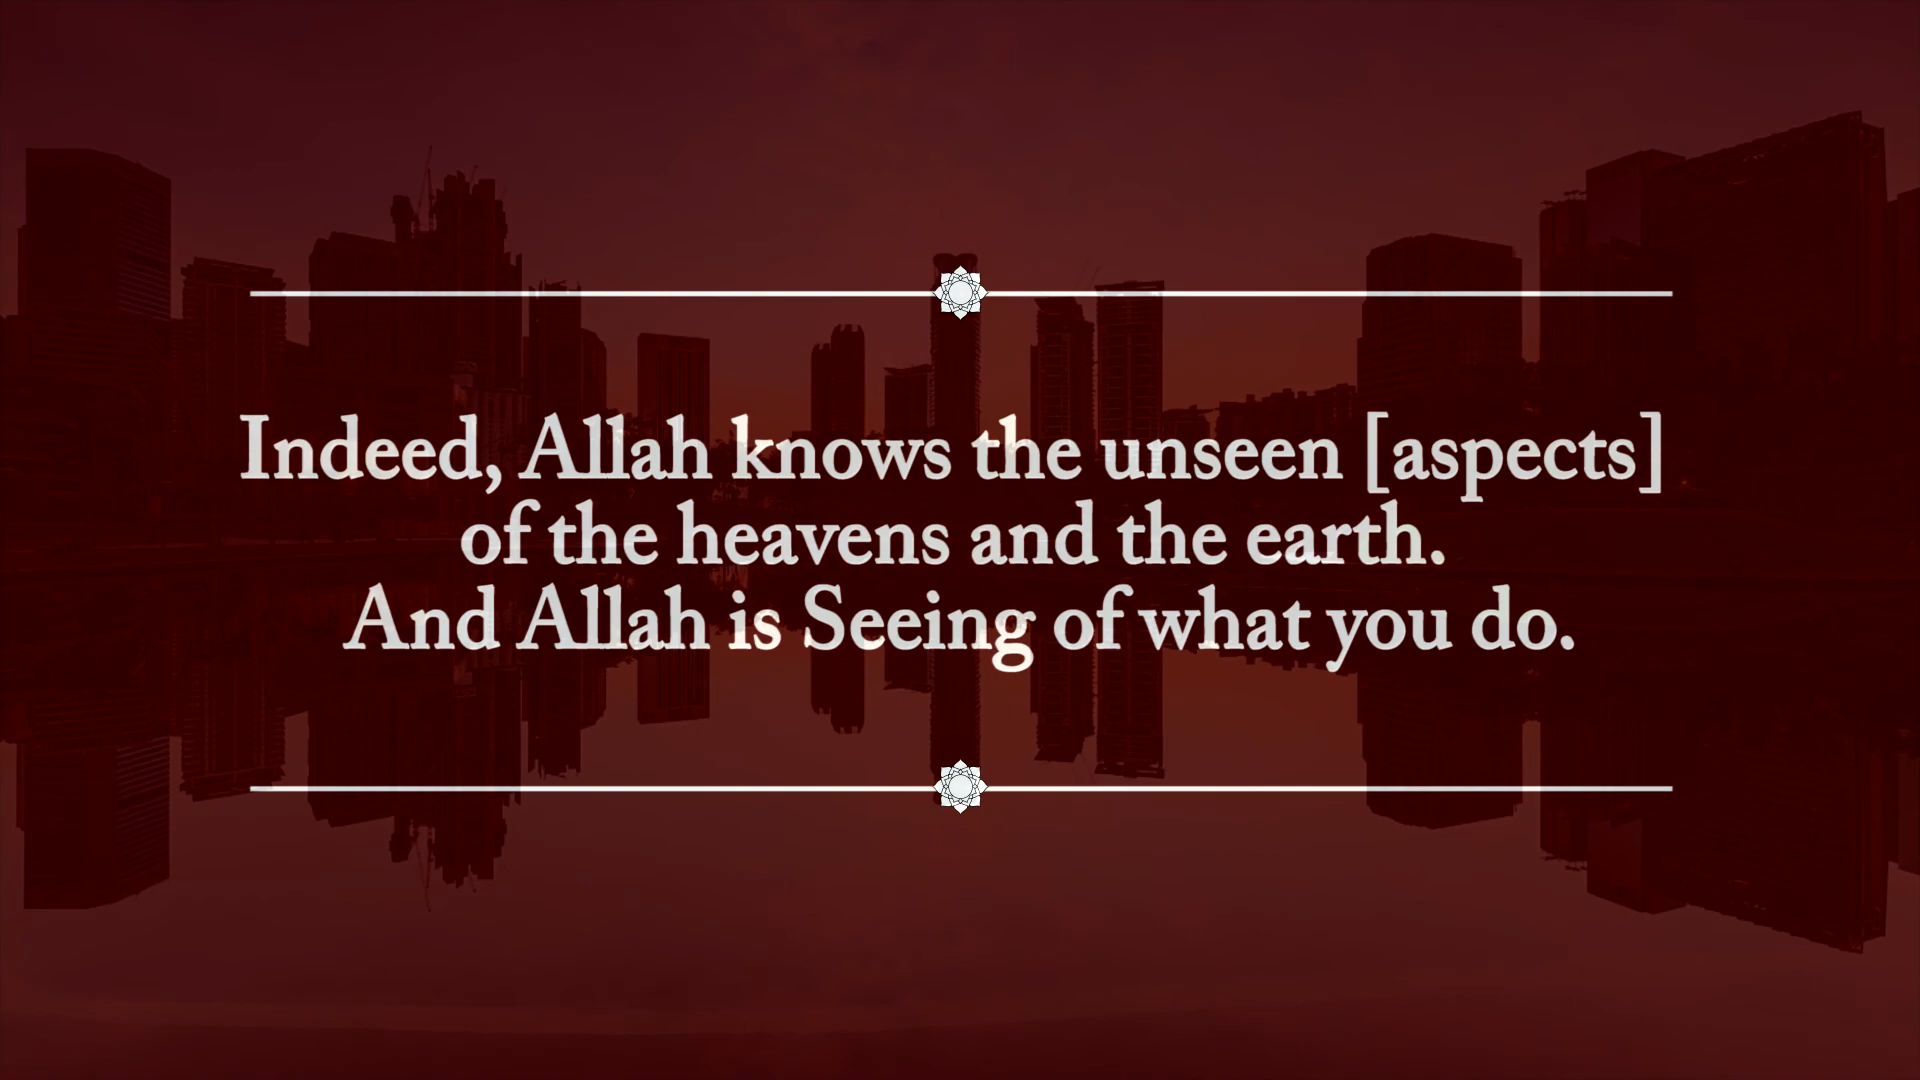 Indeed, Allah knows the unseen [aspects]
of the heavens and the earth.
And Allah is Seeing of what you do.